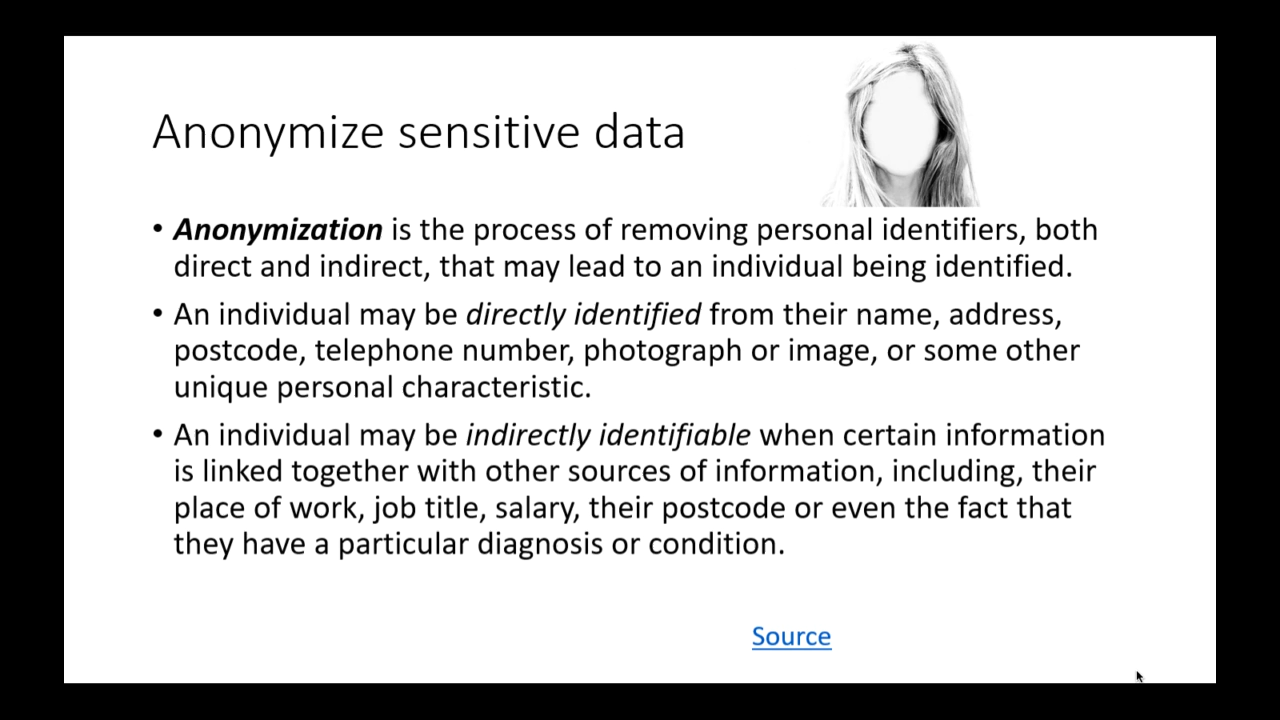 Anonymize sensitive data
• Anonymization is the process of removing personal identifiers, both
direct and indirect, that may lead to an individual being identified.
• An individual may be directly identified from their name, address,
postcode, telephone number, photograph or image, or some other
unique personal characteristic.
• An individual may be indirectly identifiable when certain information
is linked together with other sources of information, including, their
place of work, job title, salary, their postcode or even the fact that
they have a particular diagnosis or condition.
Source